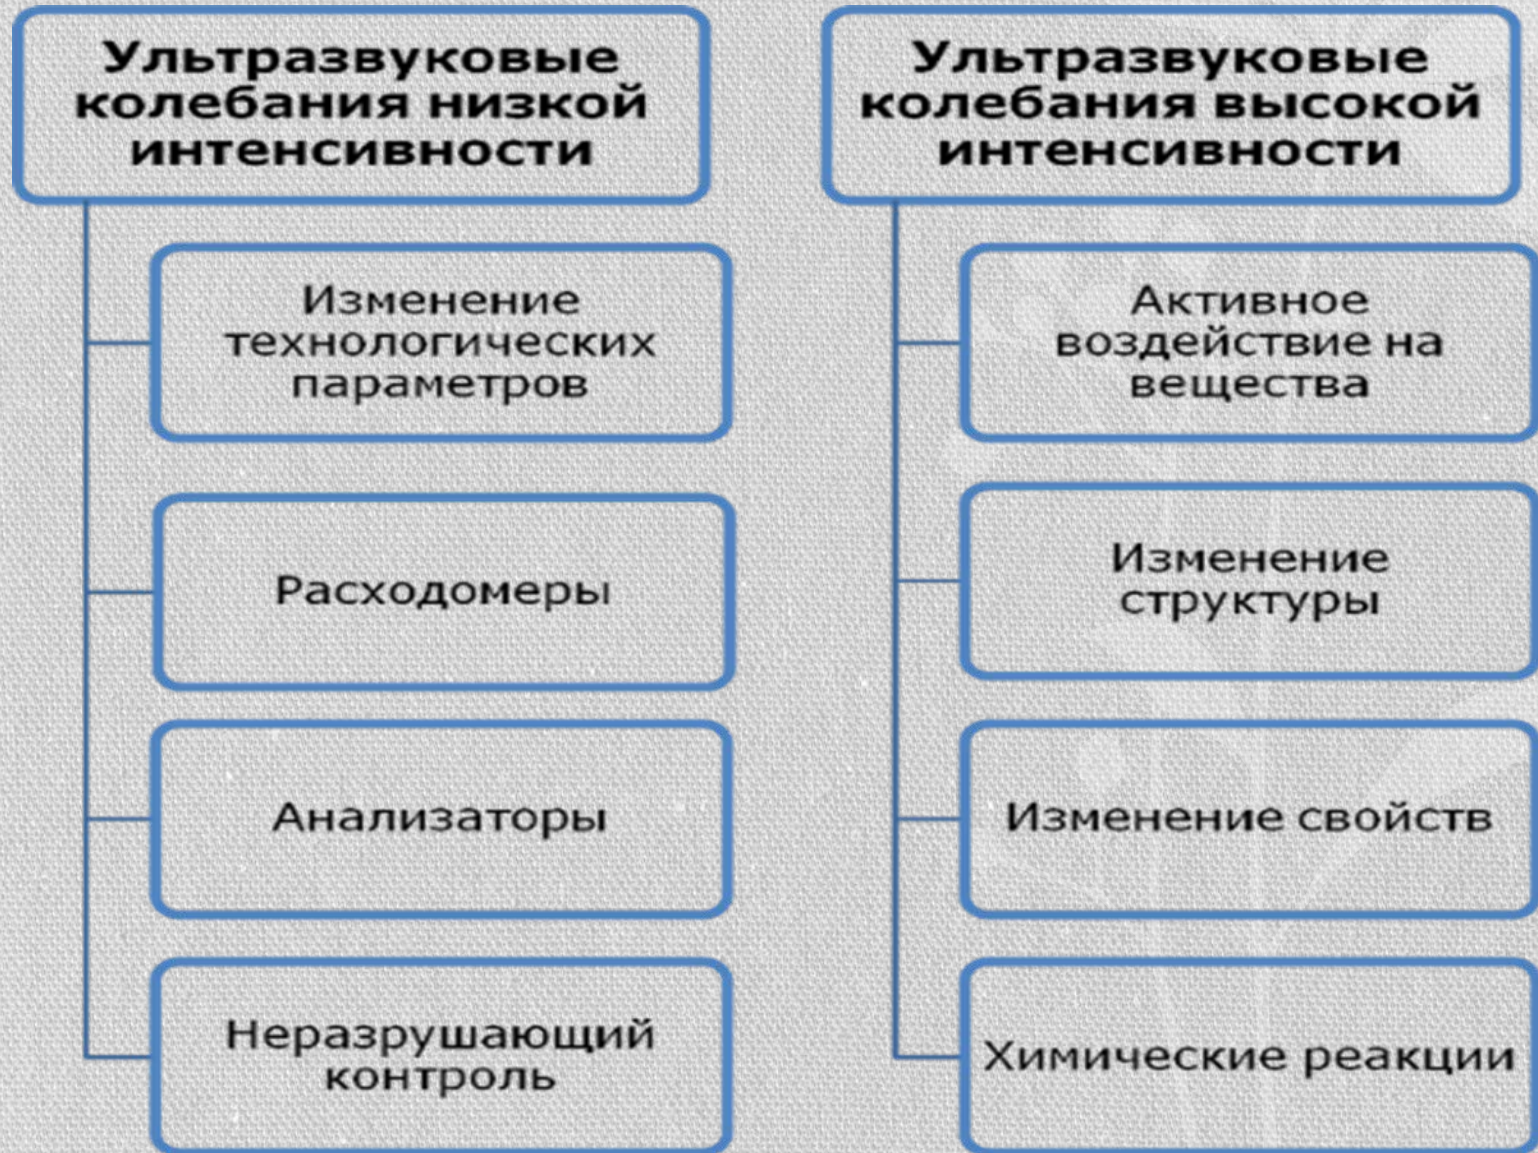 Ультразвуковые
колебания низкой
интенсивности
Изменение
технологических
параметров
Расходомеры
Анализаторы
Неразрушающий
контроль
Ультразвуковые
колебания высокой
интенсивности
Активное
воздействие на
вещества
Изменение
структуры
Изменение свойств
Химические реакции